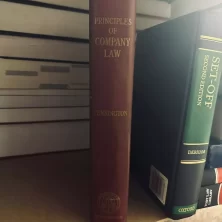 PRINCIPLES
OF
COMPANY
LAW
SET-OFF
SECOND EDITION
DERHAM
OXFORD